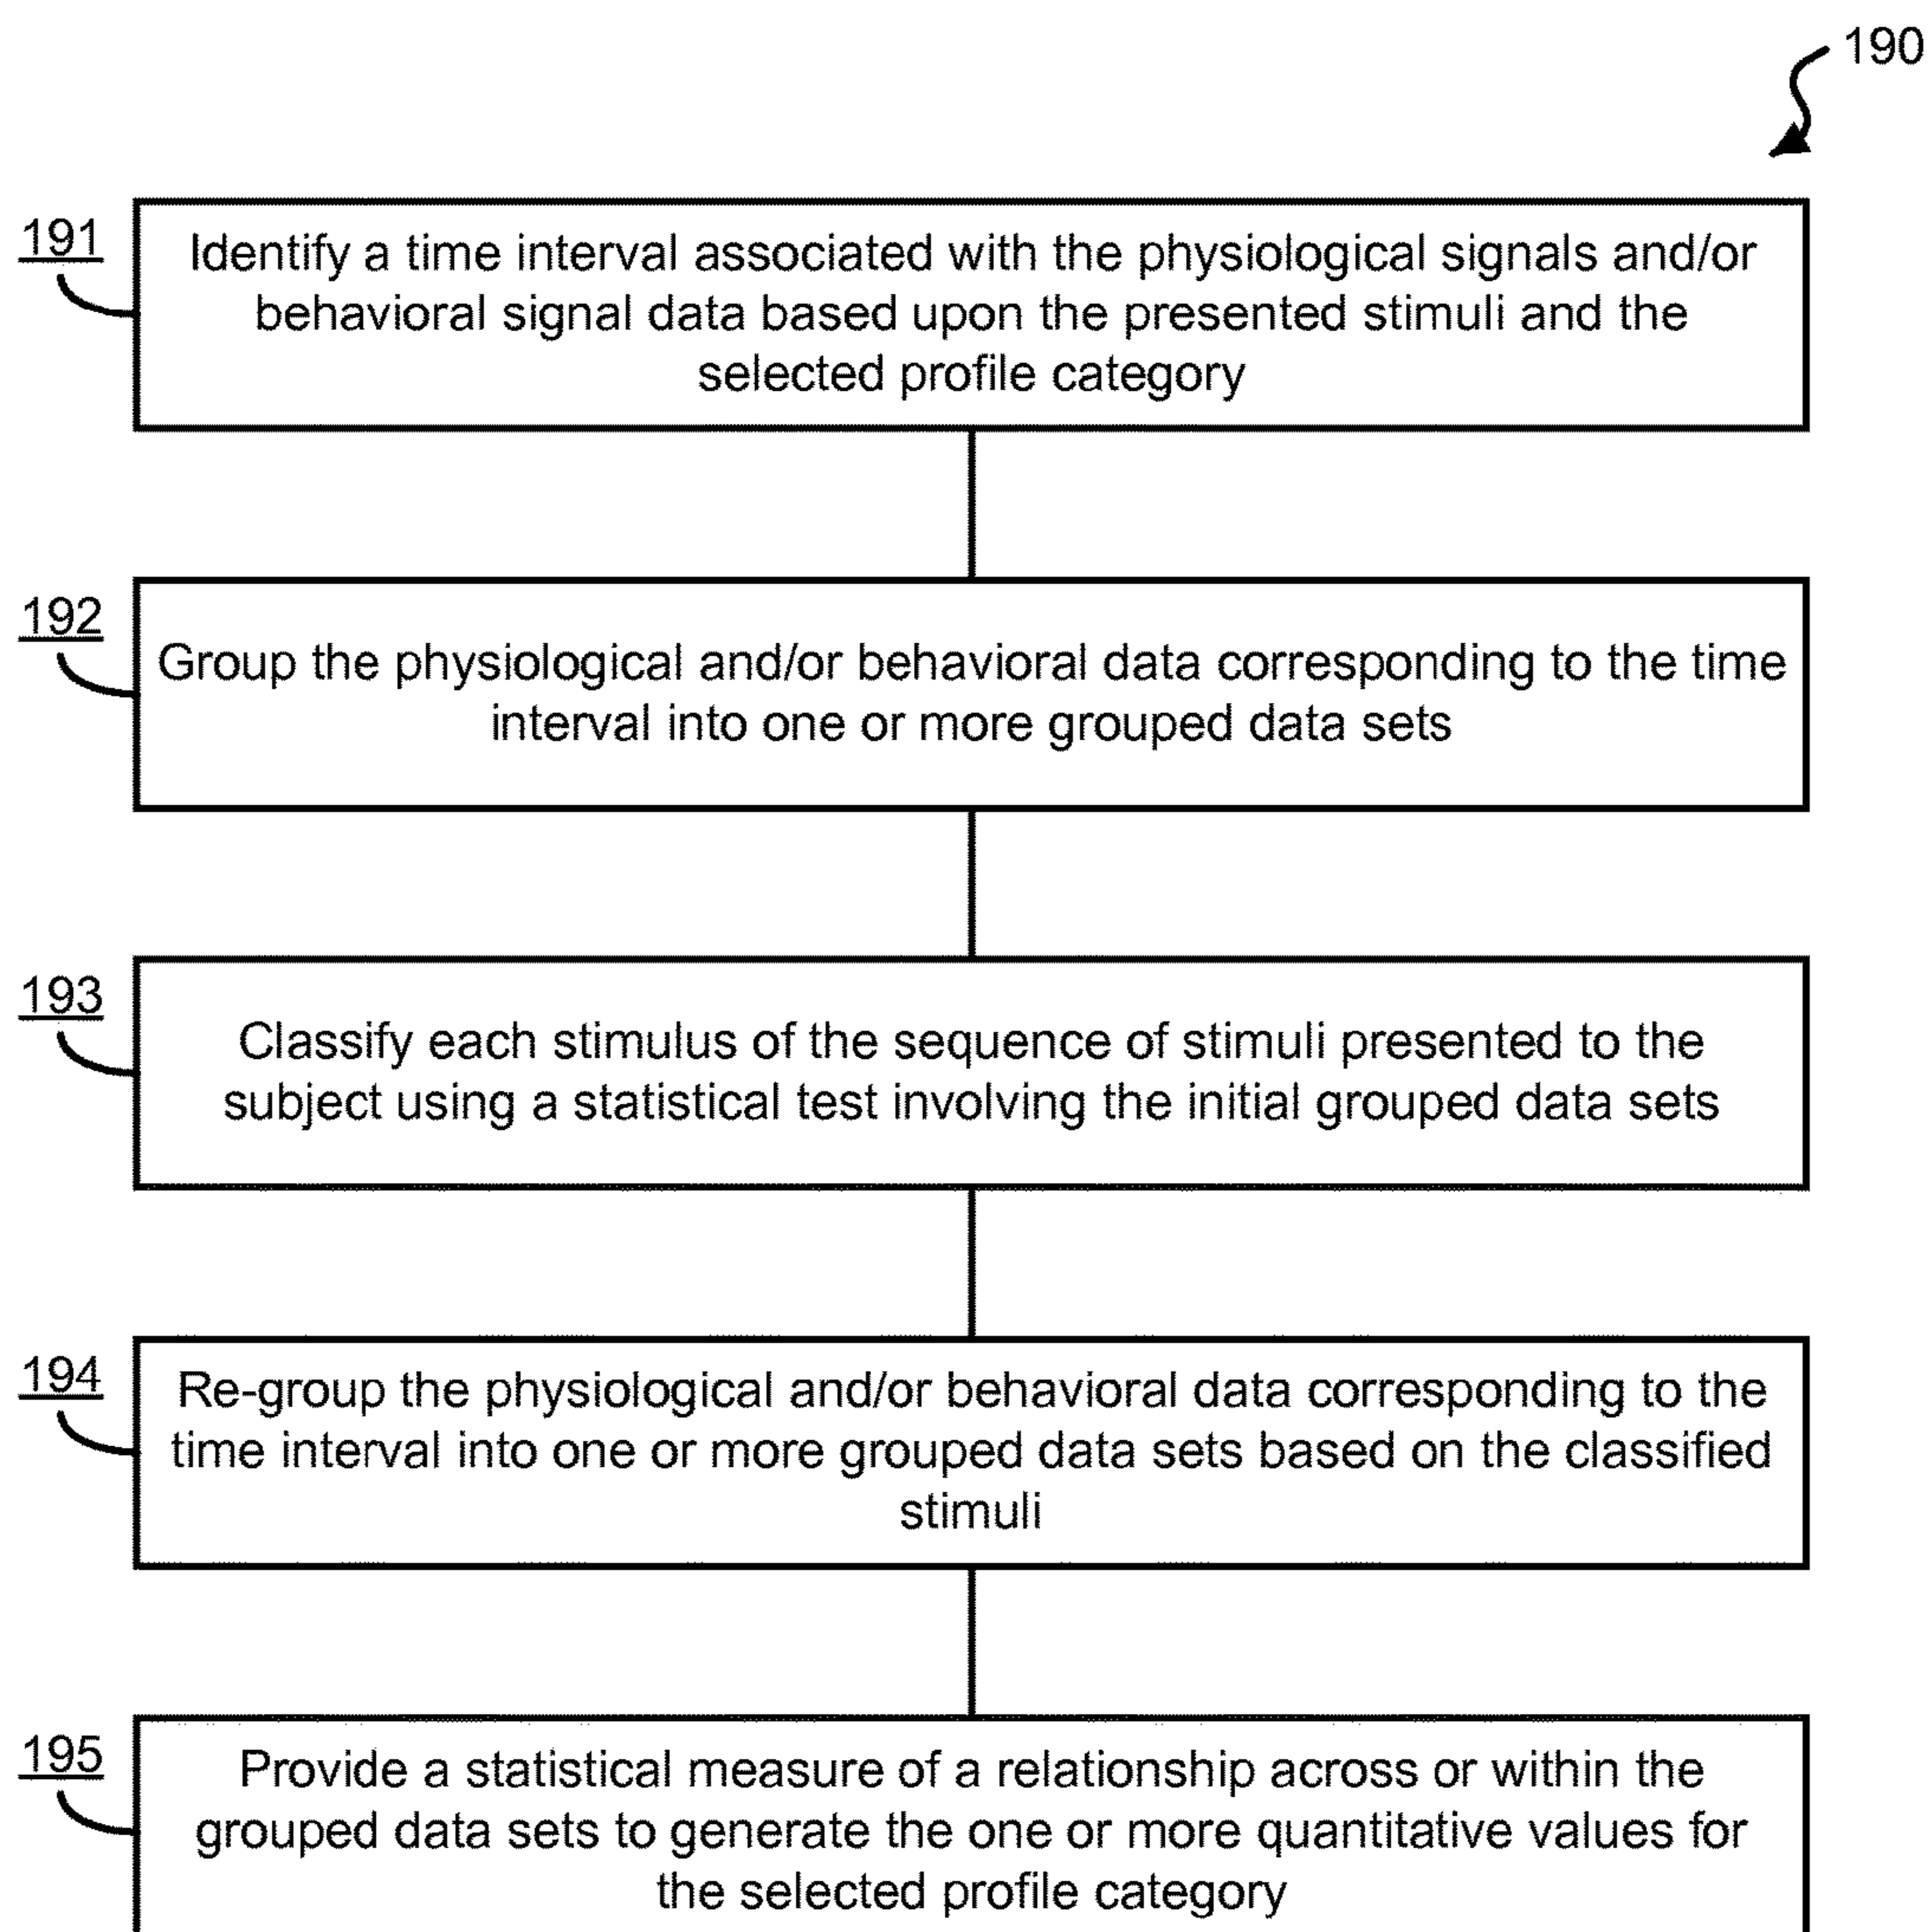 190
191
Identify a time interval associated with the physiological signals and/or
behavioral signal data based upon the presented stimuli and the
selected profile category
192
Group the physiological and/or behavioral data corresponding to the time
interval into one or more grouped data sets
193
Classify each stimulus of the sequence of stimuli presented to the
subject using a statistical test involving the initial grouped data sets
194
Re-group the physiological and/or behavioral data corresponding to the
time interval into one or more grouped data sets based on the classified
stimuli
195
Provide a statistical measure of a relationship across or within the
grouped data sets to generate the one or more quantitative values for
the selected profile category